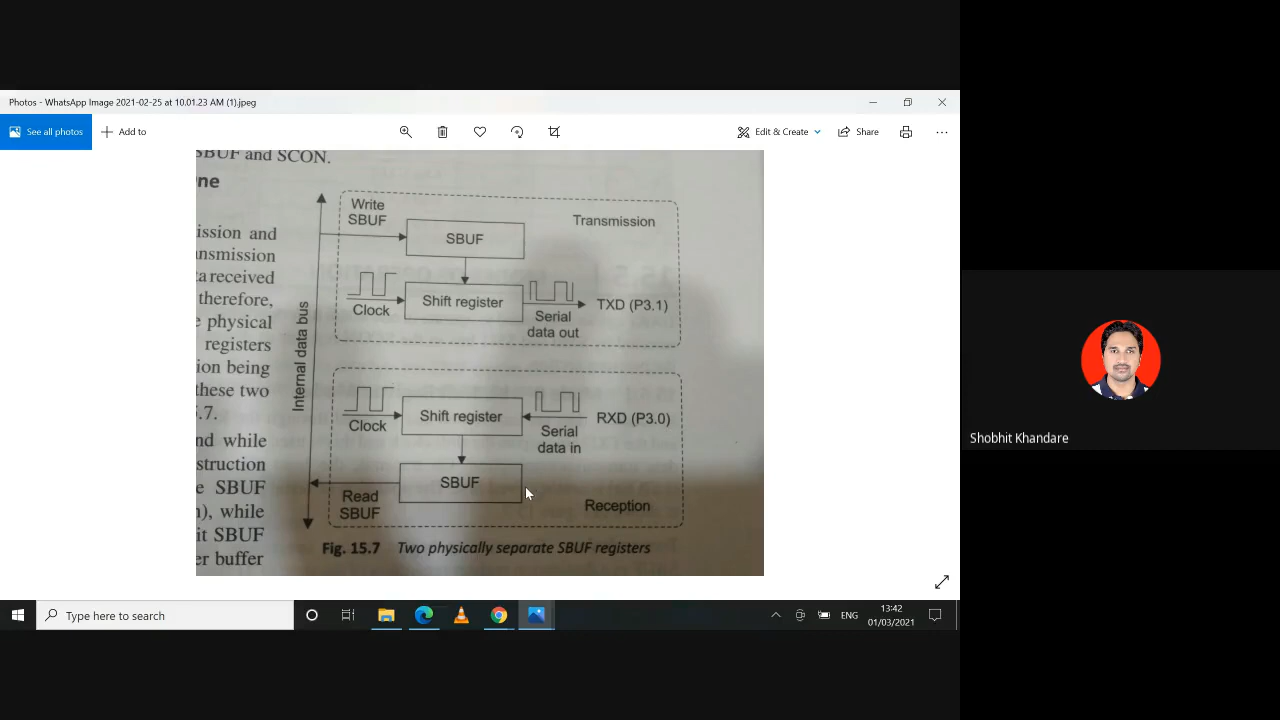 Photos - WhatsApp Image 2021-02-25 at 10.01.23 AM (1).jpeg
See all photos
Add to
Edit & Create
Share
SBUF and SCON.
ission and
ansmission
a received
therefore,
e physical
registers
ion being
these two
.7.
nd while
struction
e SBUF
n), while
it SBUF
er buffer
Internal data bus
Write
SBUF
SBUF
Transmission
Clock
Shift register
Serial
data out
TXD (P3.1)
Clock
Shift register
Serial
data in
RXD (P3.0)
Read
SBUF
SBUF
Reception
Fig. 15.7 Two physically separate SBUF registers
Shobhit Khandare
Type here to search
ENG
13:42
01/03/2021